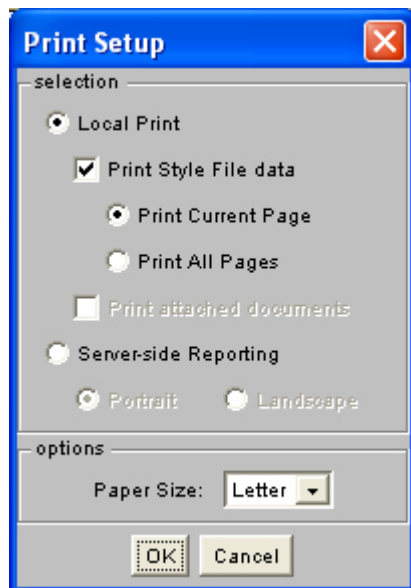 Print Setup
selection
Local Print
Print Style File data
Print Current Page
Print All Pages
Print attached documents
Server-side Reporting
Portrait Landscape
options
Paper Size: Letter
OK Cancel